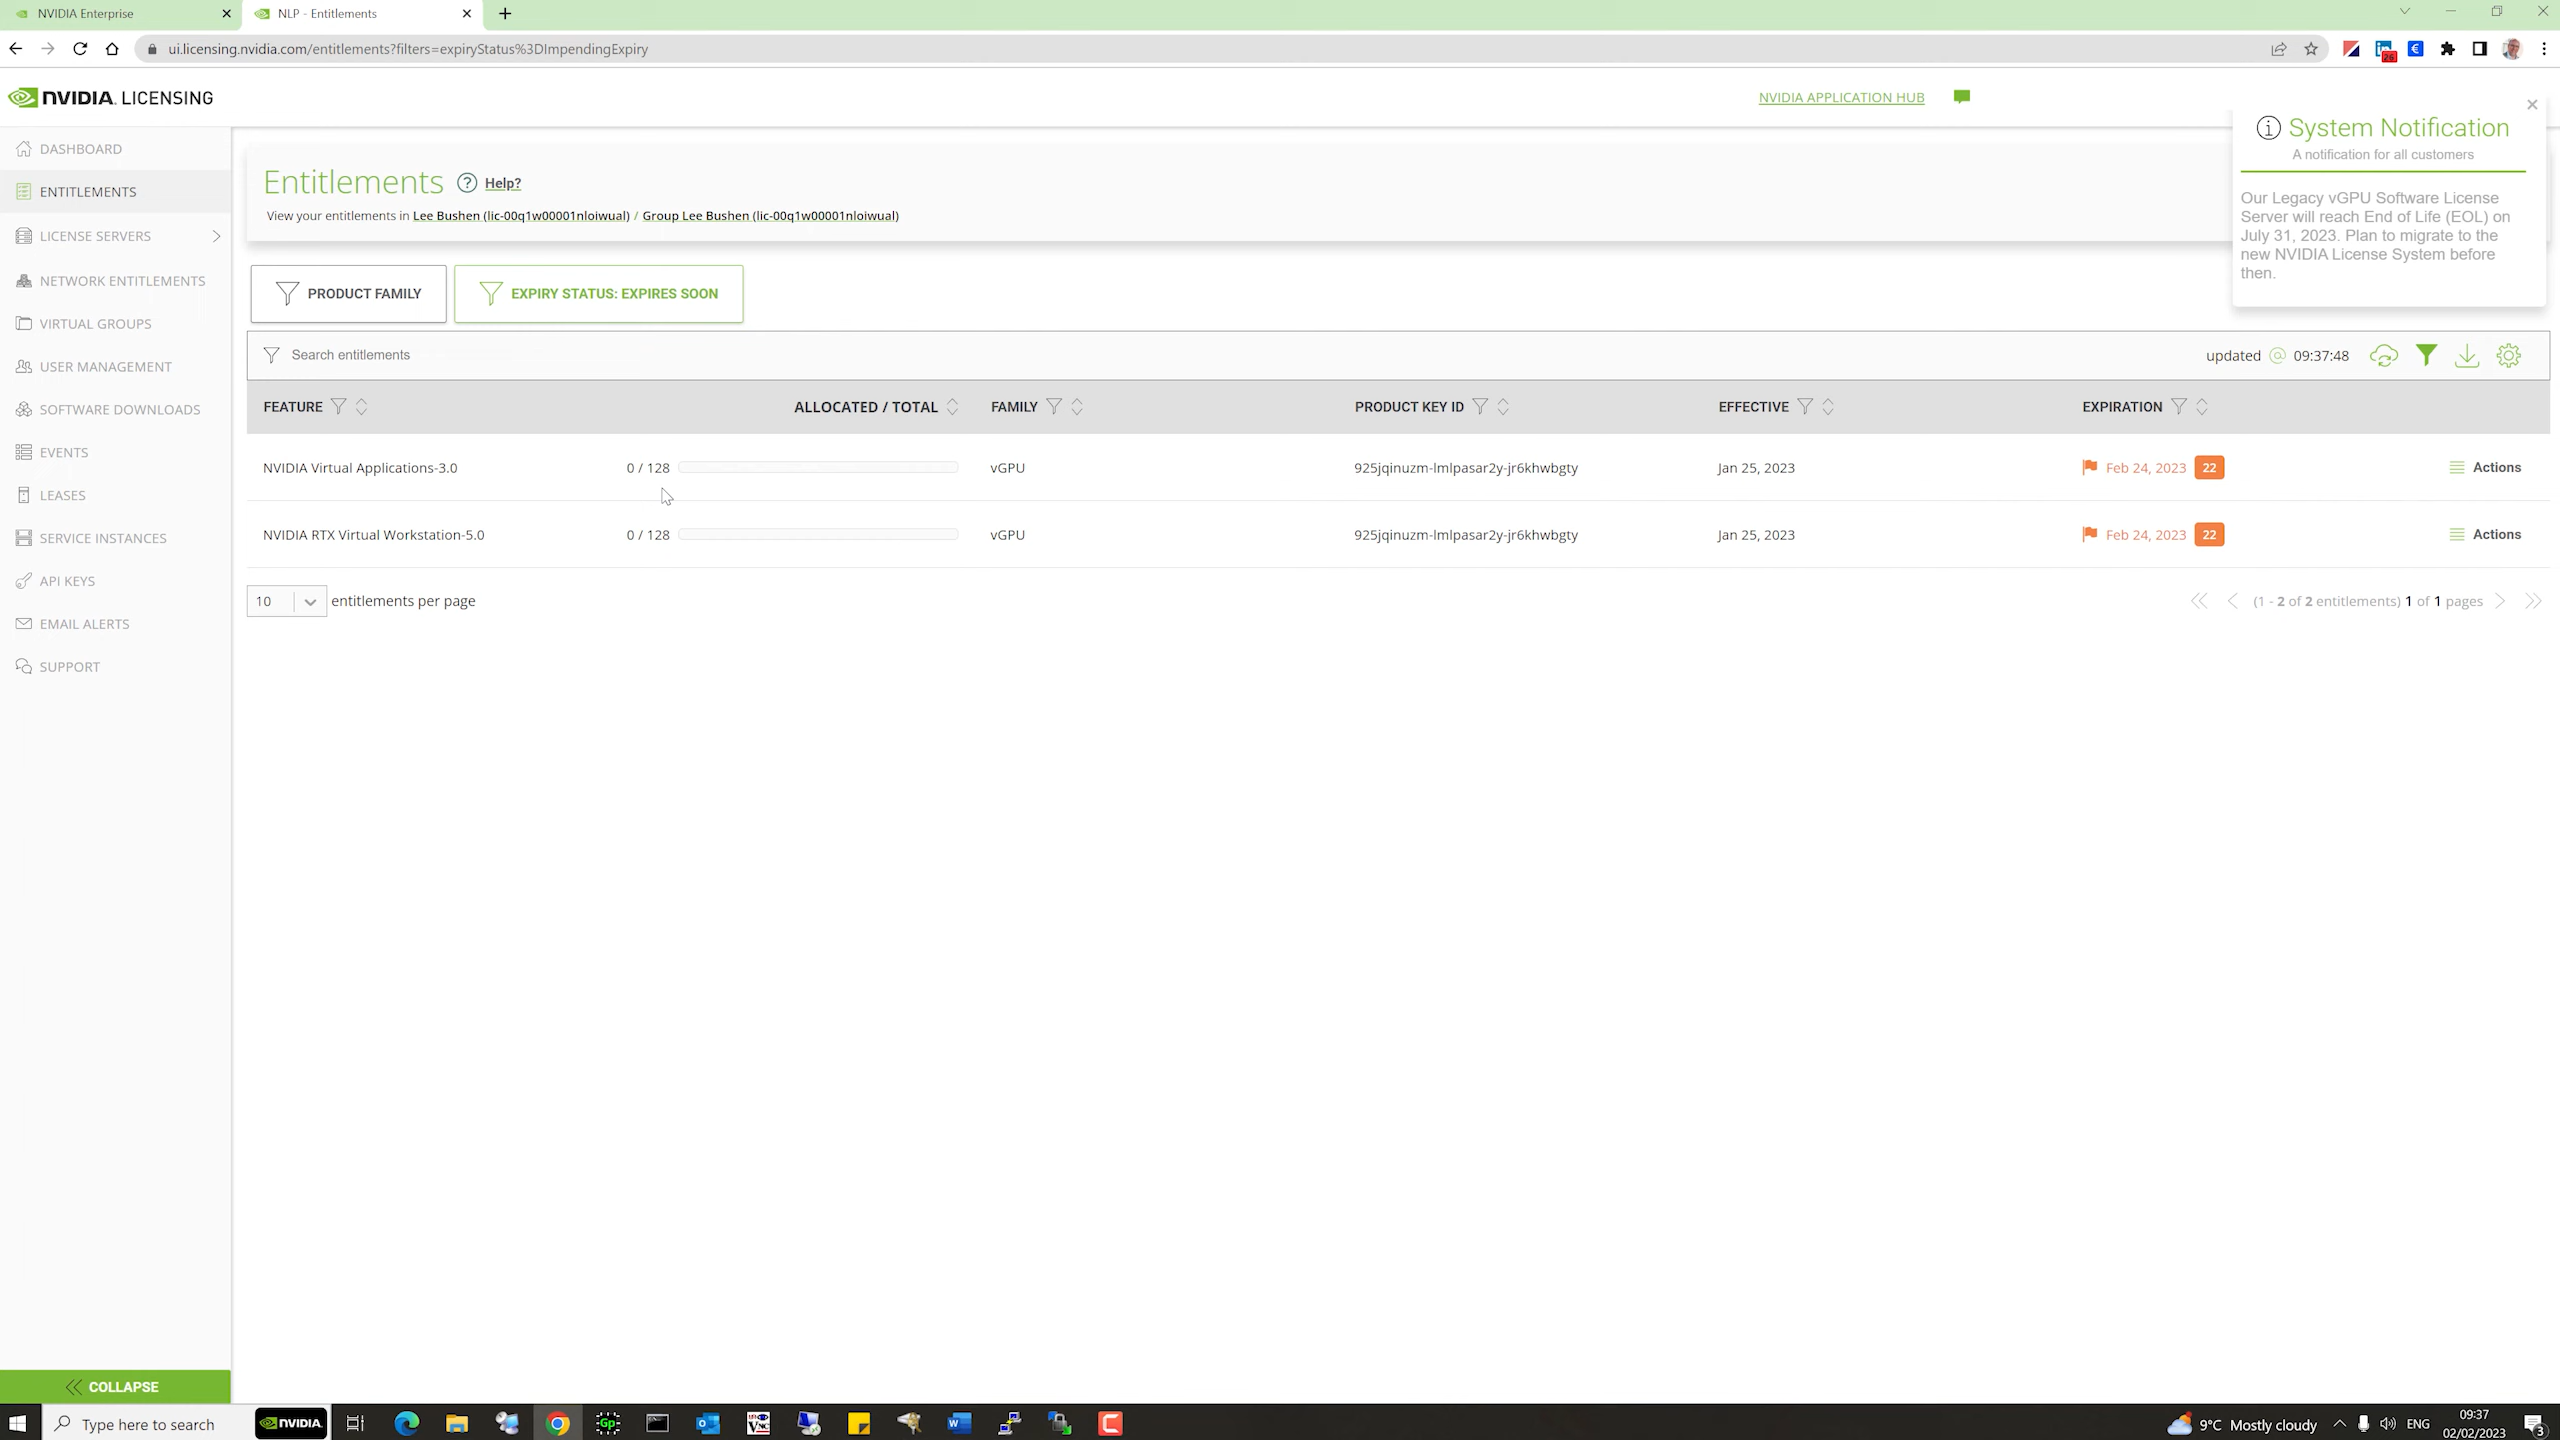 NVIDIA Enterprise
NLP - Entitlements
ui.licensing.nvidia.com/entitlements?filters=expiryStatus%3DImpendingExpiry
26
€
NVIDIA. LICENSING
NVIDIA APPLICATION HUB
System Notification
A notification for all customers
Our Legacy vGPU Software License
Server will reach End of Life (EOL) on
July 31, 2023. Plan to migrate to the
new NVIDIA License System before
then.
DASHBOARD
ENTITLEMENTS
LICENSE SERVERS
NETWORK ENTITLEMENTS
VIRTUAL GROUPS
USER MANAGEMENT
SOFTWARE DOWNLOADS
EVENTS
LEASES
SERVICE INSTANCES
API KEYS
EMAIL ALERTS
SUPPORT
COLLAPSE
Entitlements ? Help?
View your entitlements in Lee Bushen (lic-00q1w00001nloiwual) / Group Lee Bushen (lic-00q1w00001nloiwual)
PRODUCT FAMILY
EXPIRY STATUS: EXPIRES SOON
Search entitlements
updated @ 09:37:48
FEATURE ALLOCATED / TOTAL FAMILY PRODUCT KEY ID EFFECTIVE EXPIRATION
NVIDIA Virtual Applications-3.0 0 / 128 vGPU 925jqinuzm-lmlpasar2y-jr6khwbgty Jan 25, 2023 Feb 24, 2023 22 Actions
NVIDIA RTX Virtual Workstation-5.0 0 / 128 vGPU 925jqinuzm-lmlpasar2y-jr6khwbgty Jan 25, 2023 Feb 24, 2023 22 Actions
10 entitlements per page
(1 - 2 of 2 entitlements) 1 of 1 pages
Type here to search
NVIDIA.
Gp
9°C Mostly cloudy
ENG
09:37
02/02/2023
3